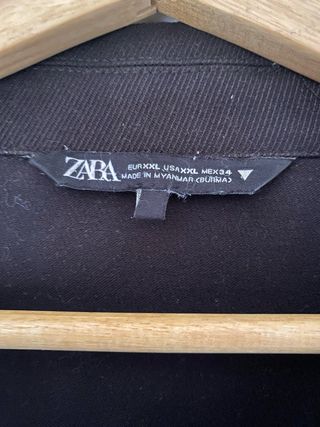 ZARA
EUR XXL USA XXL MEX 34
MADE IN MYANMAR (BURMA)